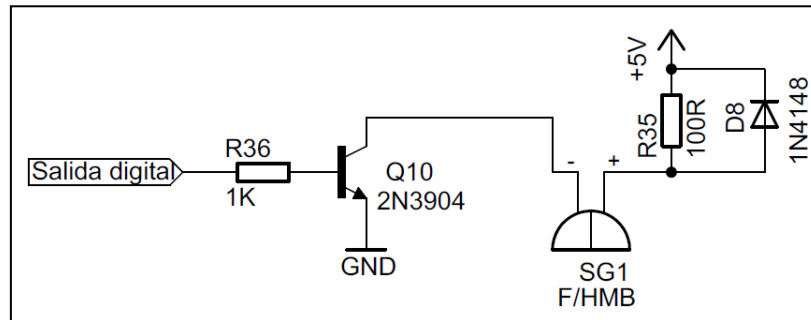 Salida digital
R36
1K
Q10
2N3904
GND
-
+
SG1
F/HMB
+5V
R35
100R
D8
1N4148